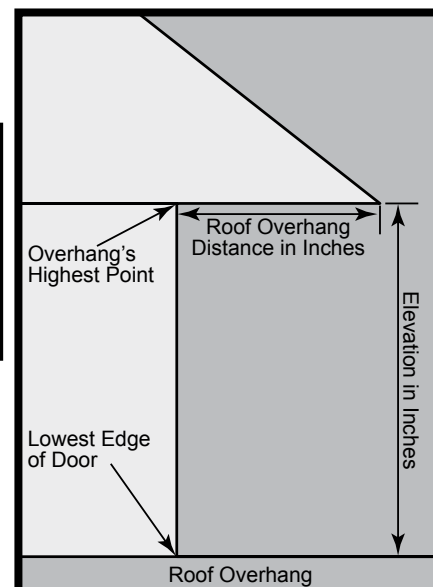 Roof Overhang
Distance in Inches
Overhang's
Highest Point
Elevation in Inches
Lowest Edge
of Door
Roof Overhang